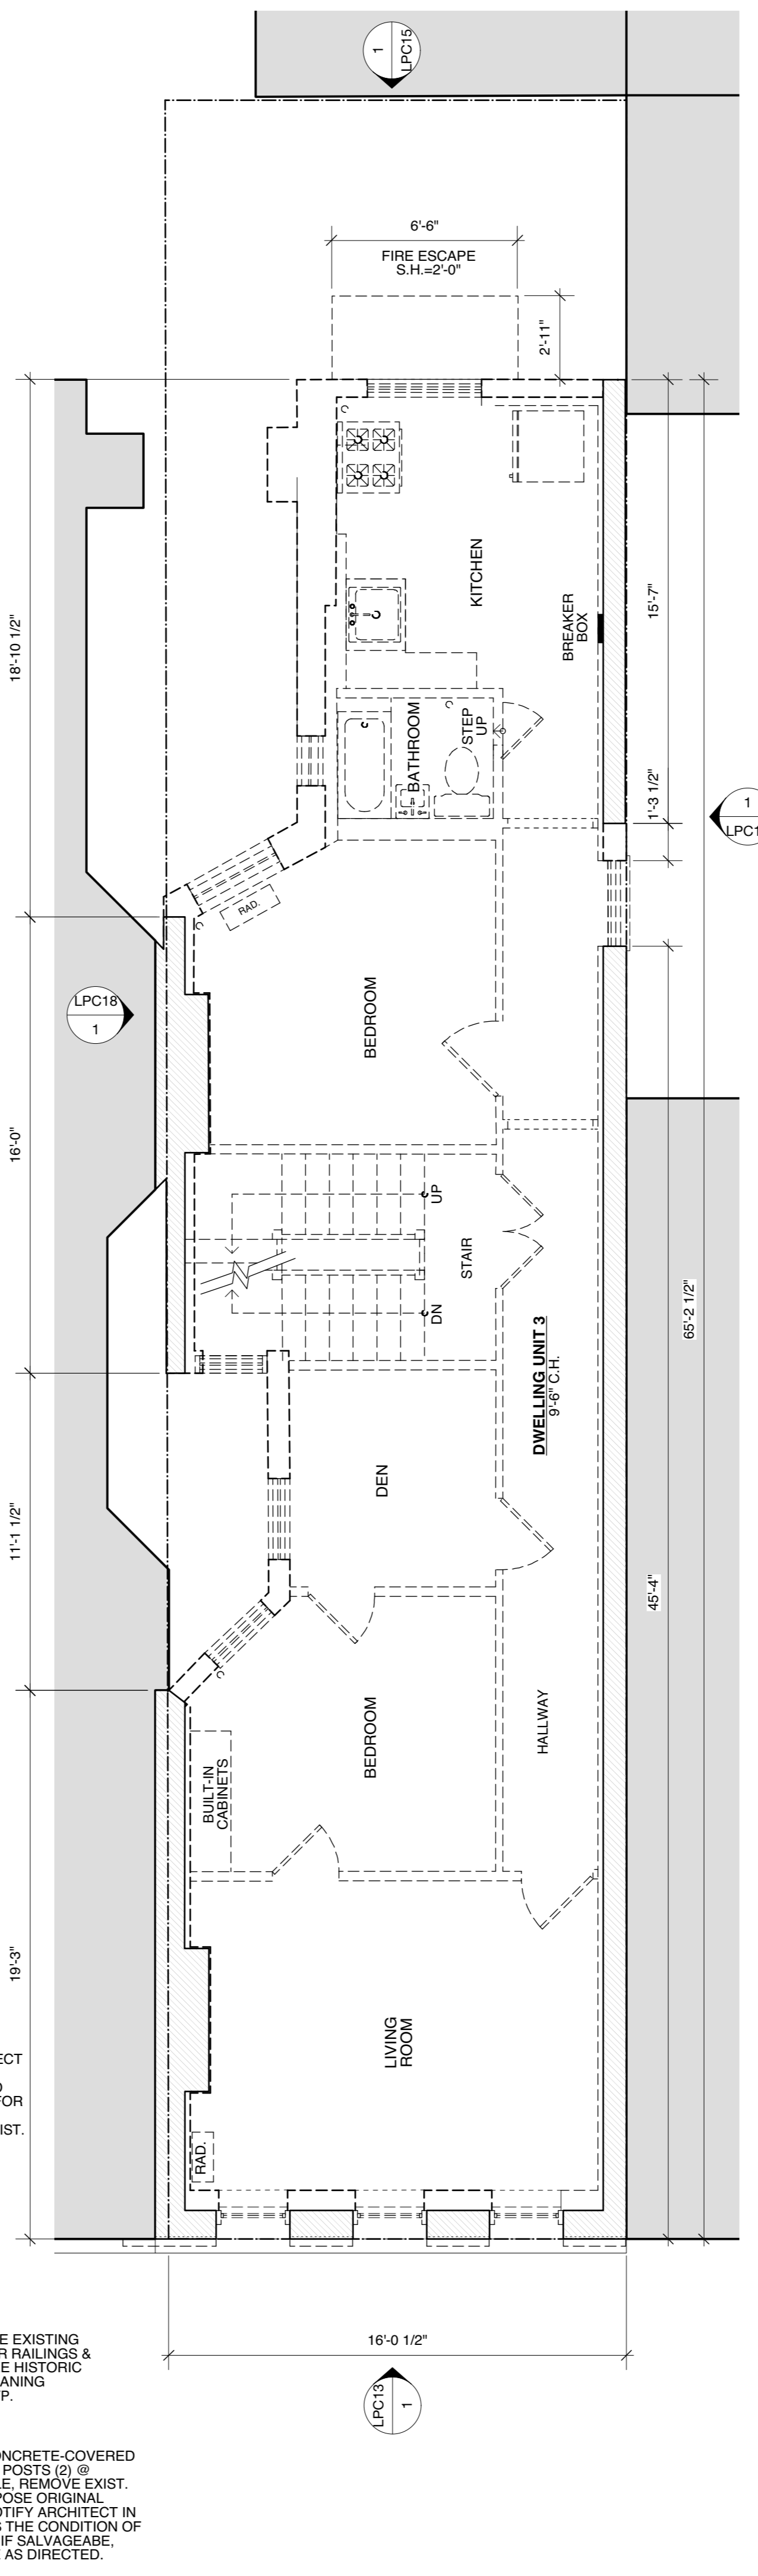 1
LPC15
6'-6"
FIRE ESCAPE
S.H.=2'-0"
2'-11"
18'-10 1/2"
KITCHEN
BREAKER
BOX
15'-7"
BATHROOM
STEP
UP
1'-3 1/2"
1
LPC1
RAD.
LPC18
1
BEDROOM
16'-0"
UP
DN
STAIR
DWELLING UNIT 3
9'-6" C.H.
65'-2 1/2"
DEN
11'-1 1/2"
45'-4"
BEDROOM
HALLWAY
BUILT-IN
CABINETS
19'-3"
LIVING
ROOM
RAD.
ECT
FOR
IST.
16'-0 1/2"
LPC13
1
E EXISTING
R RAILINGS &
E HISTORIC
ANING
P.
ONCRETE-COVERED
POSTS (2) @
LE, REMOVE EXIST.
POSE ORIGINAL
OTIFY ARCHITECT IN
S THE CONDITION OF
IF SALVAGEABE,
E AS DIRECTED.